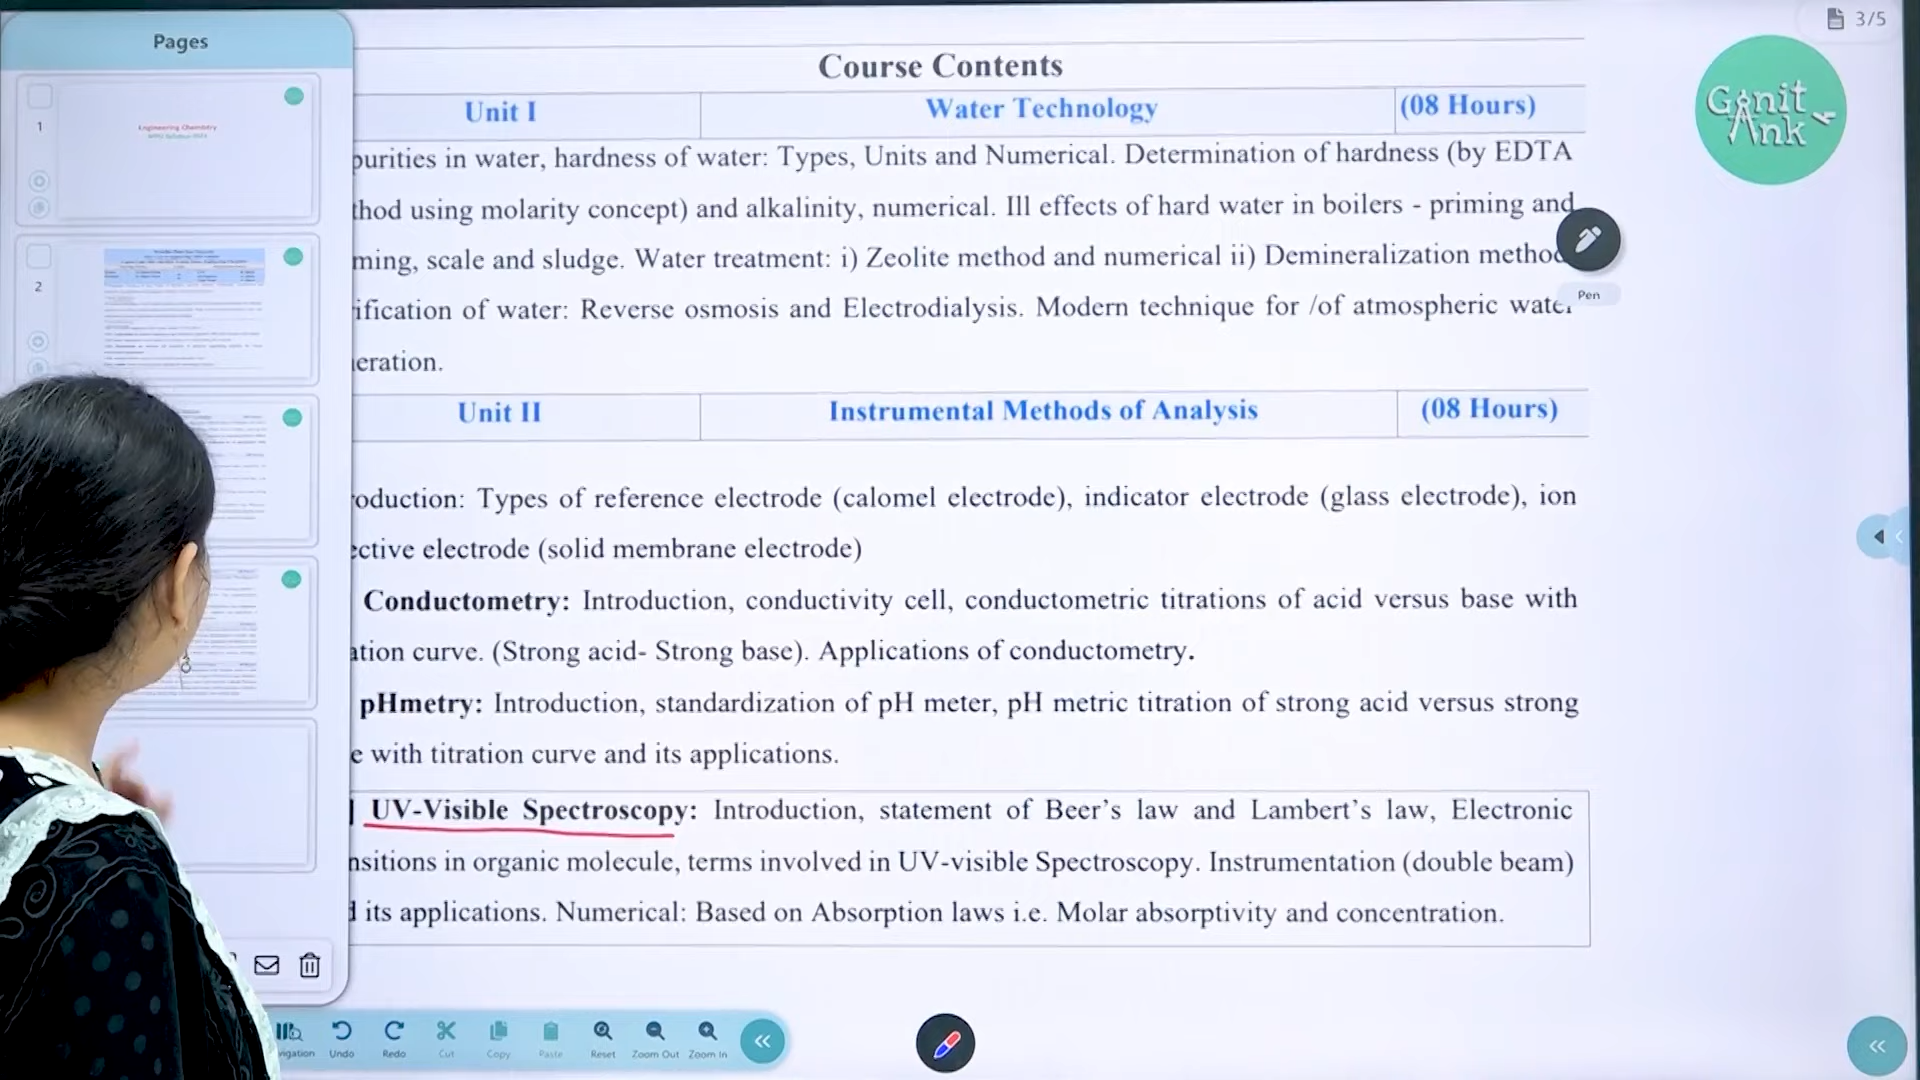 Pages
3/5
Course Contents
Ganit
Ank
Unit I Water Technology (08 Hours)
1
Engineering Chemistry
purities in water, hardness of water: Types, Units and Numerical. Determination of hardness (by EDTA
thod using molarity concept) and alkalinity, numerical. Ill effects of hard water in boilers - priming and
ming, scale and sludge. Water treatment: i) Zeolite method and numerical ii) Demineralization method
2
Pen
ification of water: Reverse osmosis and Electrodialysis. Modern technique for /of atmospheric water
eration.
Unit II Instrumental Methods of Analysis (08 Hours)
oduction: Types of reference electrode (calomel electrode), indicator electrode (glass electrode), ion
ective electrode (solid membrane electrode)
Conductometry: Introduction, conductivity cell, conductometric titrations of acid versus base with
ation curve. (Strong acid- Strong base). Applications of conductometry.
pHmetry: Introduction, standardization of pH meter, pH metric titration of strong acid versus strong
e with titration curve and its applications.
UV-Visible Spectroscopy: Introduction, statement of Beer's law and Lambert's law, Electronic
nsitions in organic molecule, terms involved in UV-visible Spectroscopy. Instrumentation (double beam)
d its applications. Numerical: Based on Absorption laws i.e. Molar absorptivity and concentration.
vigation Undo Redo Cut Copy Paste Reset Zoom Out Zoom In